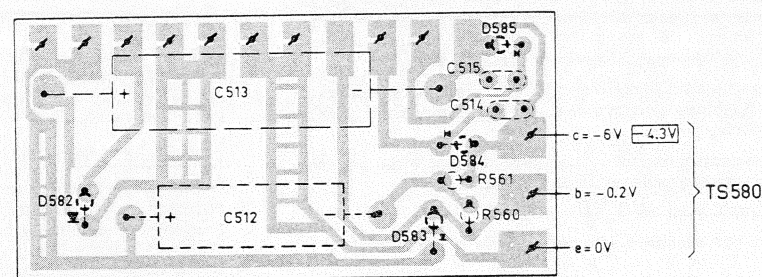 D585
C515
+ C513 −
C514
c = −6V −4.3V
D584
R561
b = −0.2V TS580
D582
+ C512 −
R560
D583
e = 0V